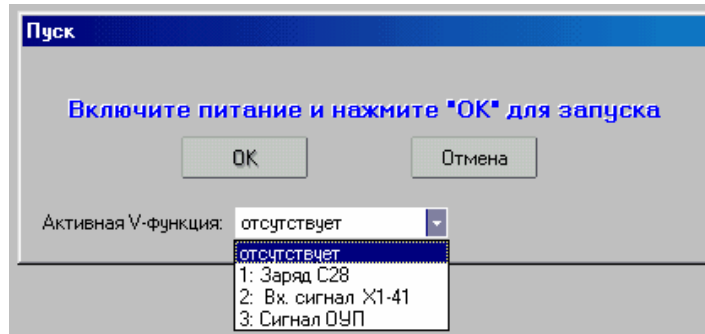 Пуск
Включите питание и нажмите "ОК" для запуска
ОК
Отмена
Активная V-функция: отсутствует
отсутствует
1: Заряд С28
2: Вх. сигнал Х1-41
3: Сигнал ОУП